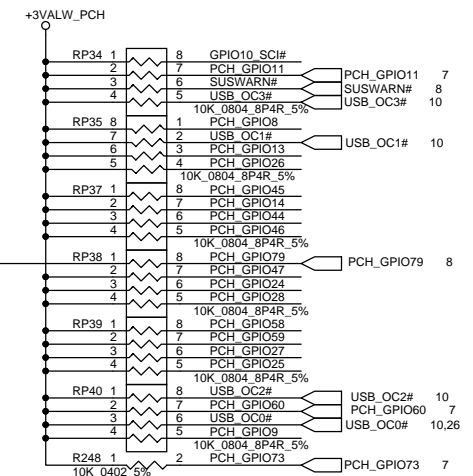 +3VALW_PCH
RP34 1 8 GPIO10_SCI#
2 7 PCH_GPIO11 PCH_GPIO11 7
3 6 SUSWARN# SUSWARN# 8
4 5 USB_OC3# USB_OC3# 10
10K_0804_8P4R_5%
RP35 8 1 PCH_GPIO8
7 2 USB_OC1# USB_OC1# 10
6 3 PCH_GPIO13
5 4 PCH_GPIO26
10K_0804_8P4R_5%
RP37 1 8 PCH_GPIO45
2 7 PCH_GPIO14
3 6 PCH_GPIO44
4 5 PCH_GPIO46
10K_0804_8P4R_5%
RP38 1 8 PCH_GPIO79 PCH_GPIO79 8
2 7 PCH_GPIO47
3 6 PCH_GPIO24
4 5 PCH_GPIO28
10K_0804_8P4R_5%
RP39 1 8 PCH_GPIO58
2 7 PCH_GPIO59
3 6 PCH_GPIO27
4 5 PCH_GPIO25
10K_0804_8P4R_5%
RP40 1 8 USB_OC2# USB_OC2# 10
2 7 PCH_GPIO60 PCH_GPIO60 7
3 6 USB_OC0# USB_OC0# 10,26
4 5 PCH_GPIO9
10K_0804_8P4R_5%
R248 1 2 PCH_GPIO73 PCH_GPIO73 7
10K_0402_5%